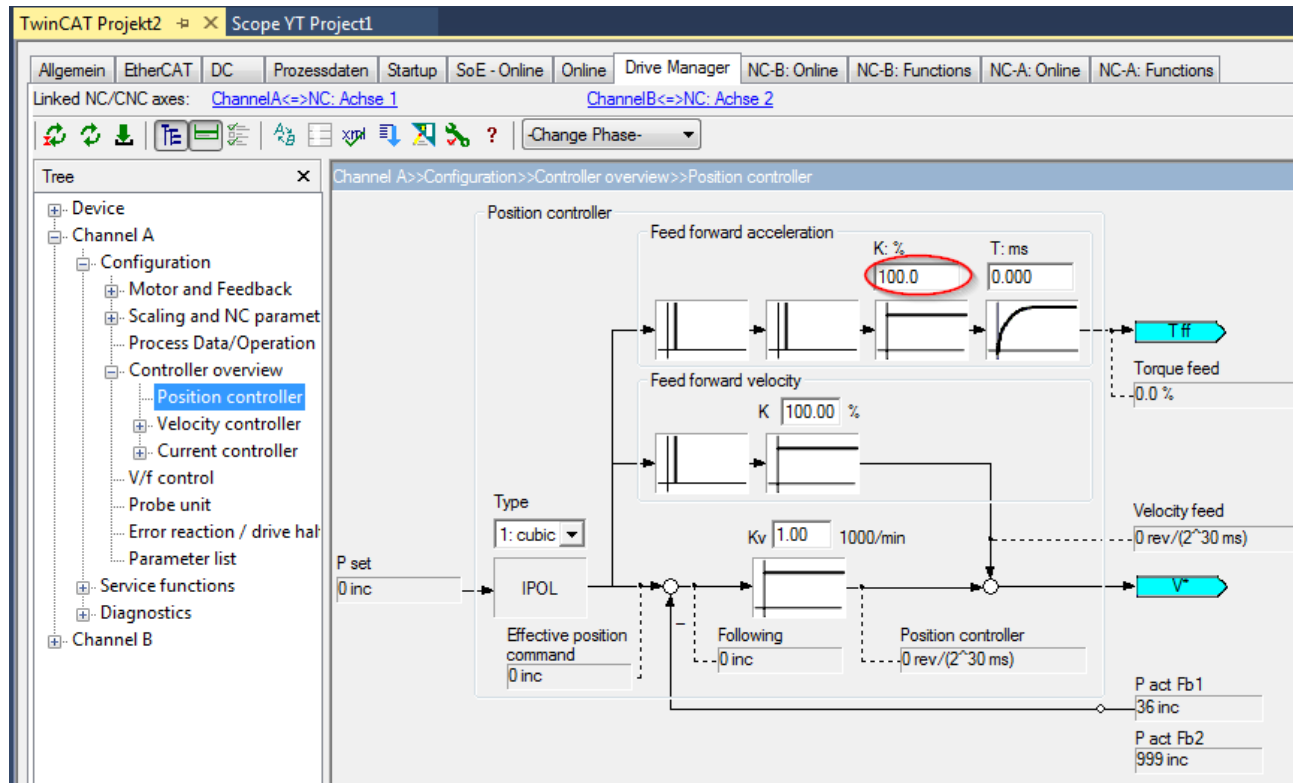 TwinCAT Projekt2 Scope YT Project1
Allgemein EtherCAT DC Prozessdaten Startup SoE - Online Online Drive Manager NC-B: Online NC-B: Functions NC-A: Online NC-A: Functions
Linked NC/CNC axes: ChannelA<=>NC: Achse 1 ChannelB<=>NC: Achse 2
-Change Phase-
Tree
Channel A>>Configuration>>Controller overview>>Position controller
Device
Channel A
Configuration
Motor and Feedback
Scaling and NC paramet
Process Data/Operation
Controller overview
Position controller
Velocity controller
Current controller
V/f control
Probe unit
Error reaction / drive hal
Parameter list
Service functions
Diagnostics
Channel B
Position controller
Feed forward acceleration
K: % T: ms
100.0 0.000
T ff
Torque feed
0.0 %
Feed forward velocity
K 100.00 %
Type
1: cubic
Kv 1.00 1000/min
Velocity feed
0 rev/(2^30 ms)
P set
0 inc
IPOL
V*
Effective position
command
0 inc
Following
0 inc
Position controller
0 rev/(2^30 ms)
P act Fb1
36 inc
P act Fb2
999 inc